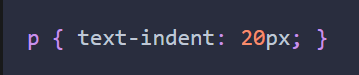 p { text-indent: 20px; }